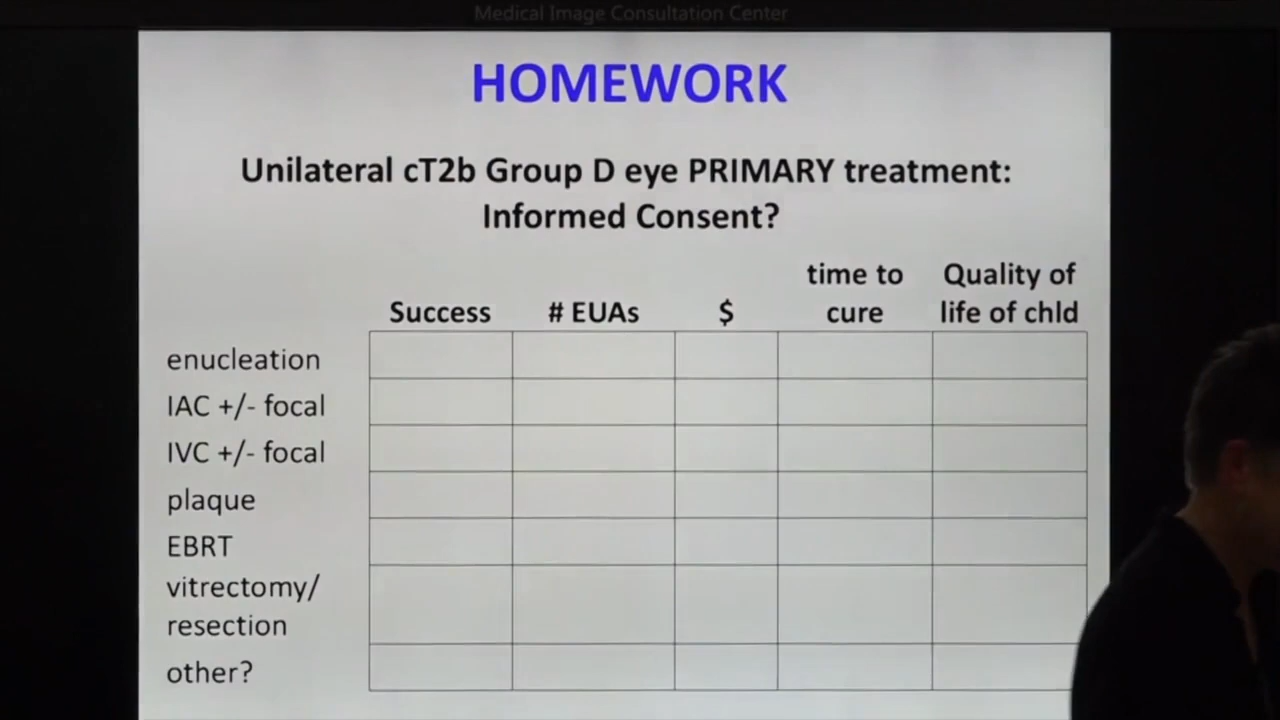 Medical Image Consultation Center
HOMEWORK
Unilateral cT2b Group D eye PRIMARY treatment:
Informed Consent?
Success # EUAs $ time to cure Quality of life of chld
enucleation
IAC +/- focal
IVC +/- focal
plaque
EBRT
vitrectomy/
resection
other?